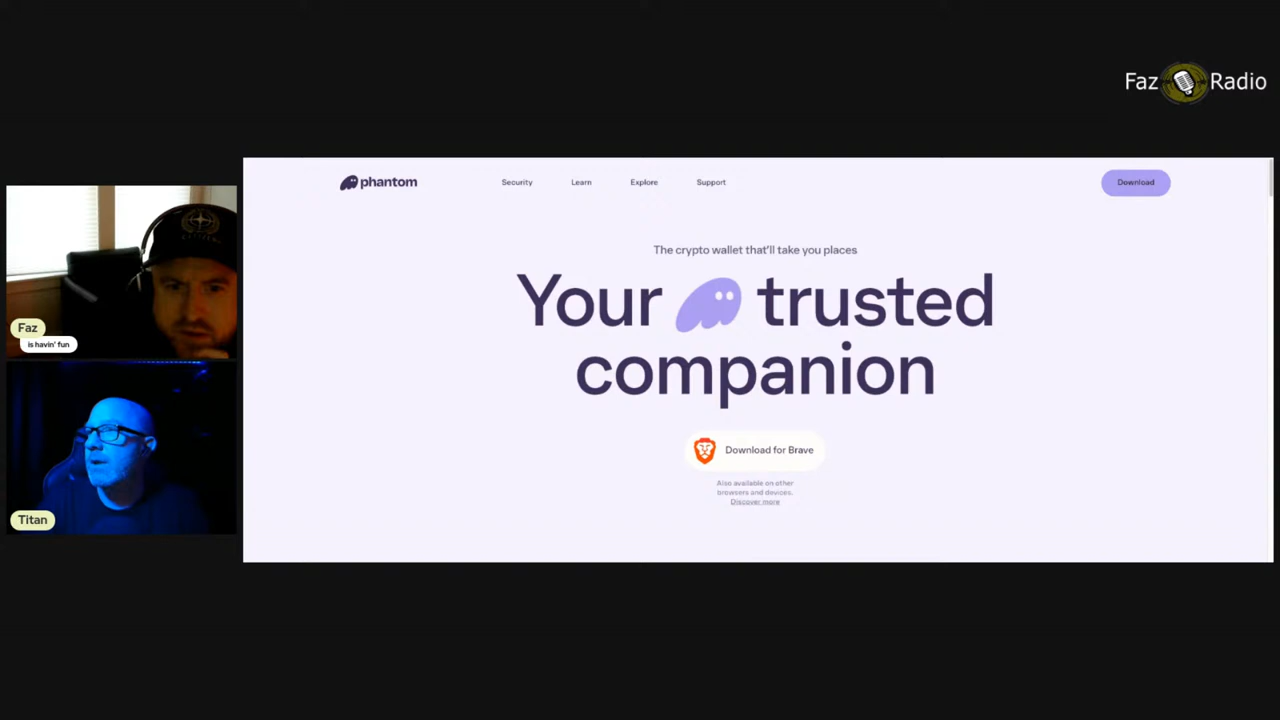 Faz Radio
phantom
Security Learn Explore Support
Download
The crypto wallet that'll take you places
Your trusted
companion
Download for Brave
Also available on other
browsers and devices.
Discover more
Faz
is havin' fun
Titan